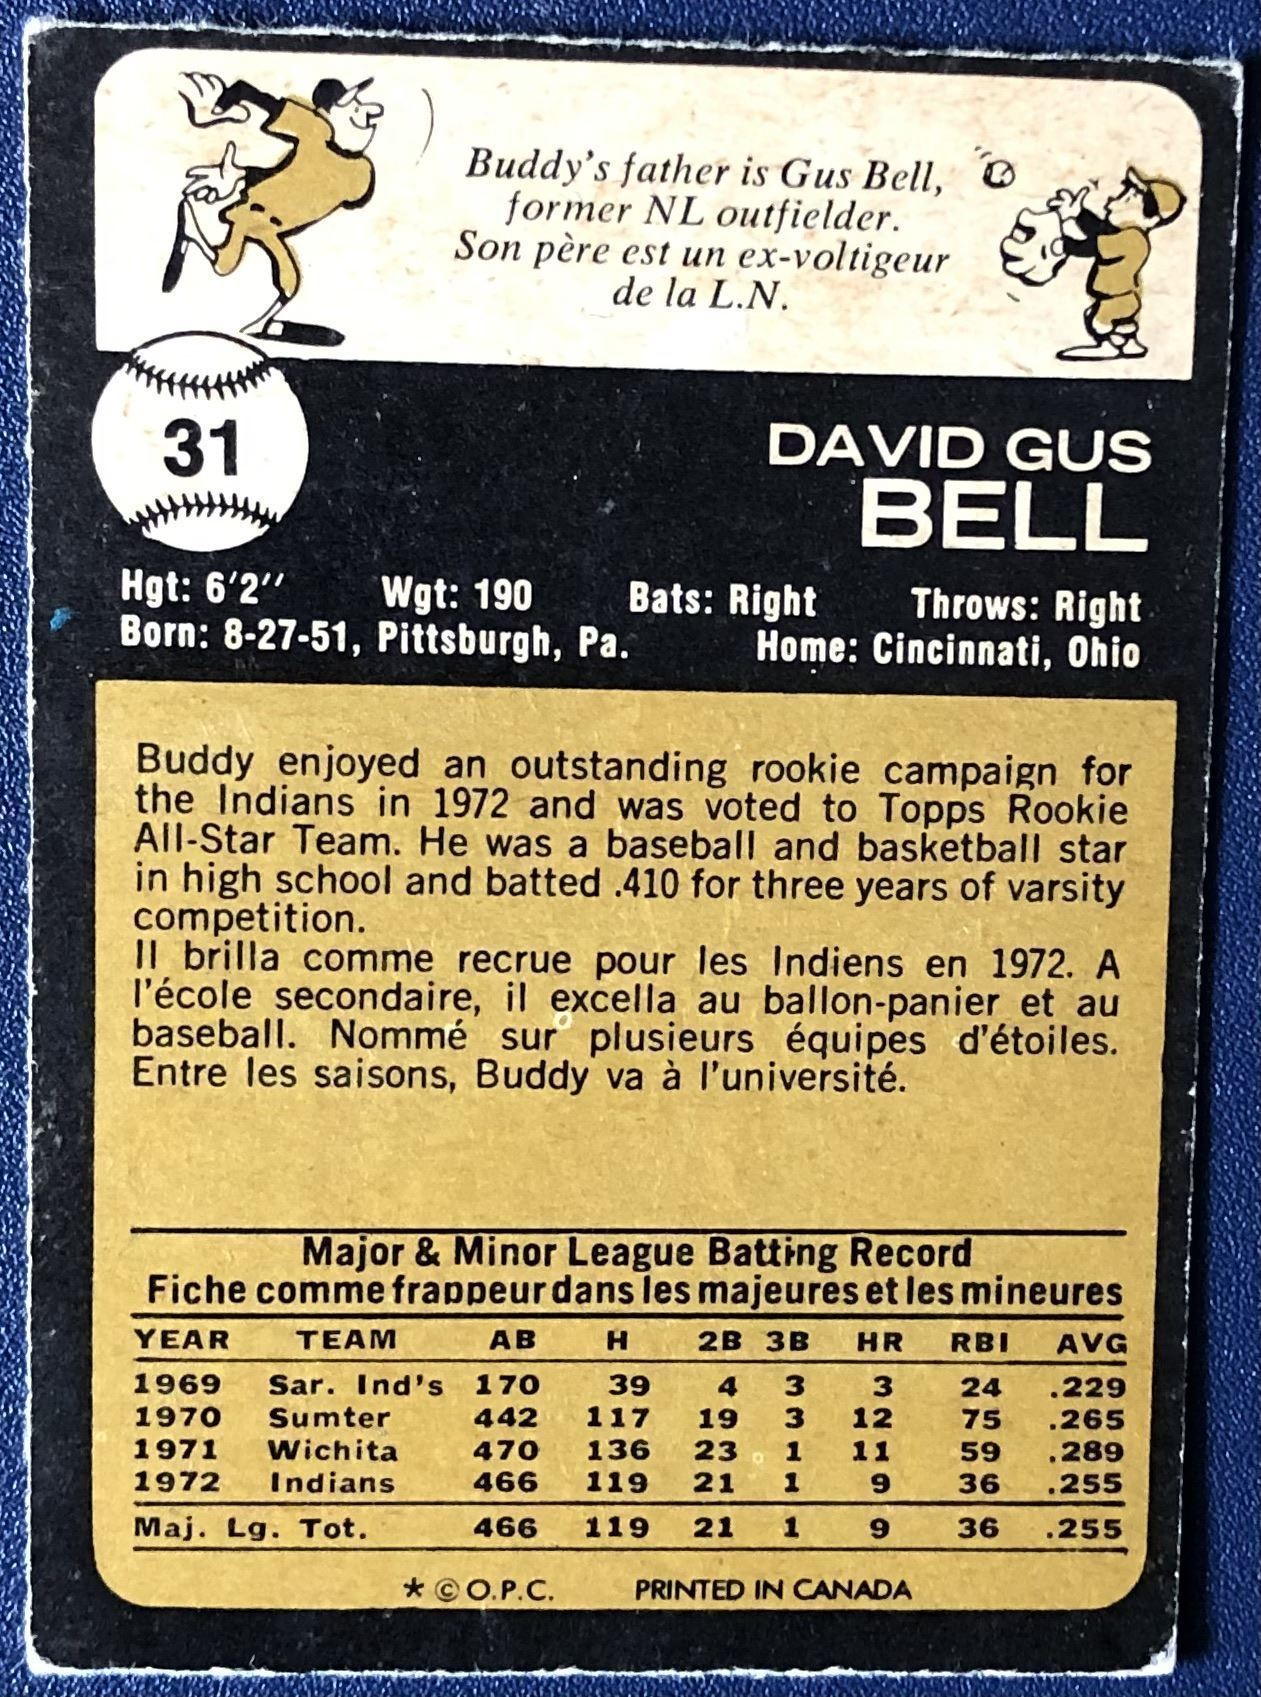 Buddy's father is Gus Bell,
former NL outfielder.
Son père est un ex-voltigeur
de la L.N.
31
DAVID GUS
BELL
Hgt: 6'2" Wgt: 190 Bats: Right Throws: Right
Born: 8-27-51, Pittsburgh, Pa. Home: Cincinnati, Ohio
Buddy enjoyed an outstanding rookie campaign for
the Indians in 1972 and was voted to Topps Rookie
All-Star Team. He was a baseball and basketball star
in high school and batted .410 for three years of varsity
competition.
Il brilla comme recrue pour les Indiens en 1972. A
l'école secondaire, il excella au ballon-panier et au
baseball. Nommé sur plusieurs équipes d'étoiles.
Entre les saisons, Buddy va à l'université.
Major & Minor League Batting Record
Fiche comme frappeur dans les majeures et les mineures
YEAR TEAM AB H 2B 3B HR RBI AVG
1969 Sar. Ind's 170 39 4 3 3 24 .229
1970 Sumter 442 117 19 3 12 75 .265
1971 Wichita 470 136 23 1 11 59 .289
1972 Indians 466 119 21 1 9 36 .255
Maj. Lg. Tot. 466 119 21 1 9 36 .255
* © O.P.C. PRINTED IN CANADA